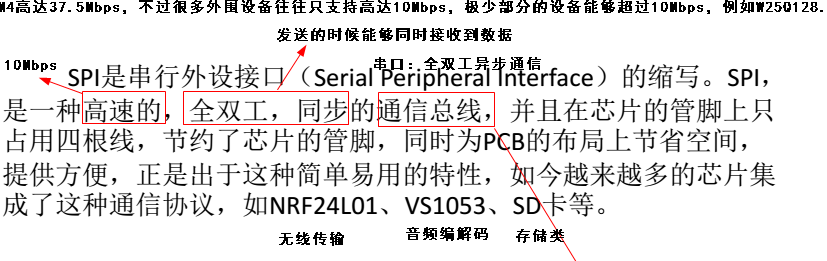 M4高达37.5Mbps，不过很多外围设备往往只支持高达10Mbps，极少部分的设备能够超过10Mbps，例如W25Q128.
发送的时候能够同时接收到数据
10Mbps
串口：全双工异步通信
SPI是串行外设接口（Serial Peripheral Interface）的缩写。SPI，
是一种高速的，全双工，同步的通信总线，并且在芯片的管脚上只
占用四根线，节约了芯片的管脚，同时为PCB的布局上节省空间，
提供方便，正是出于这种简单易用的特性，如今越来越多的芯片集
成了这种通信协议，如NRF24L01、VS1053、SD卡等。
无线传输 音频编解码 存储类